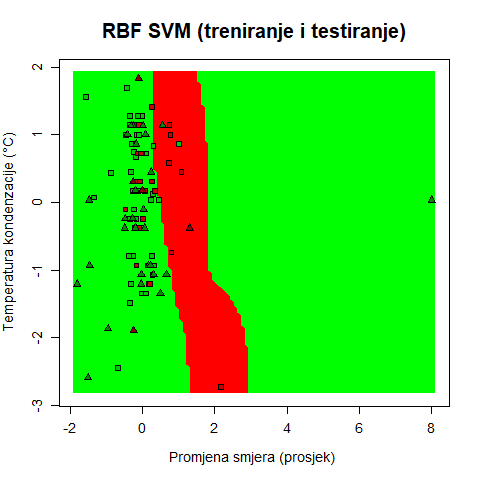 RBF SVM (treniranje i testiranje)
Temperatura kondenzacije (°C)
2
1
0
-1
-2
-3
-2 0 2 4 6 8
Promjena smjera (prosjek)